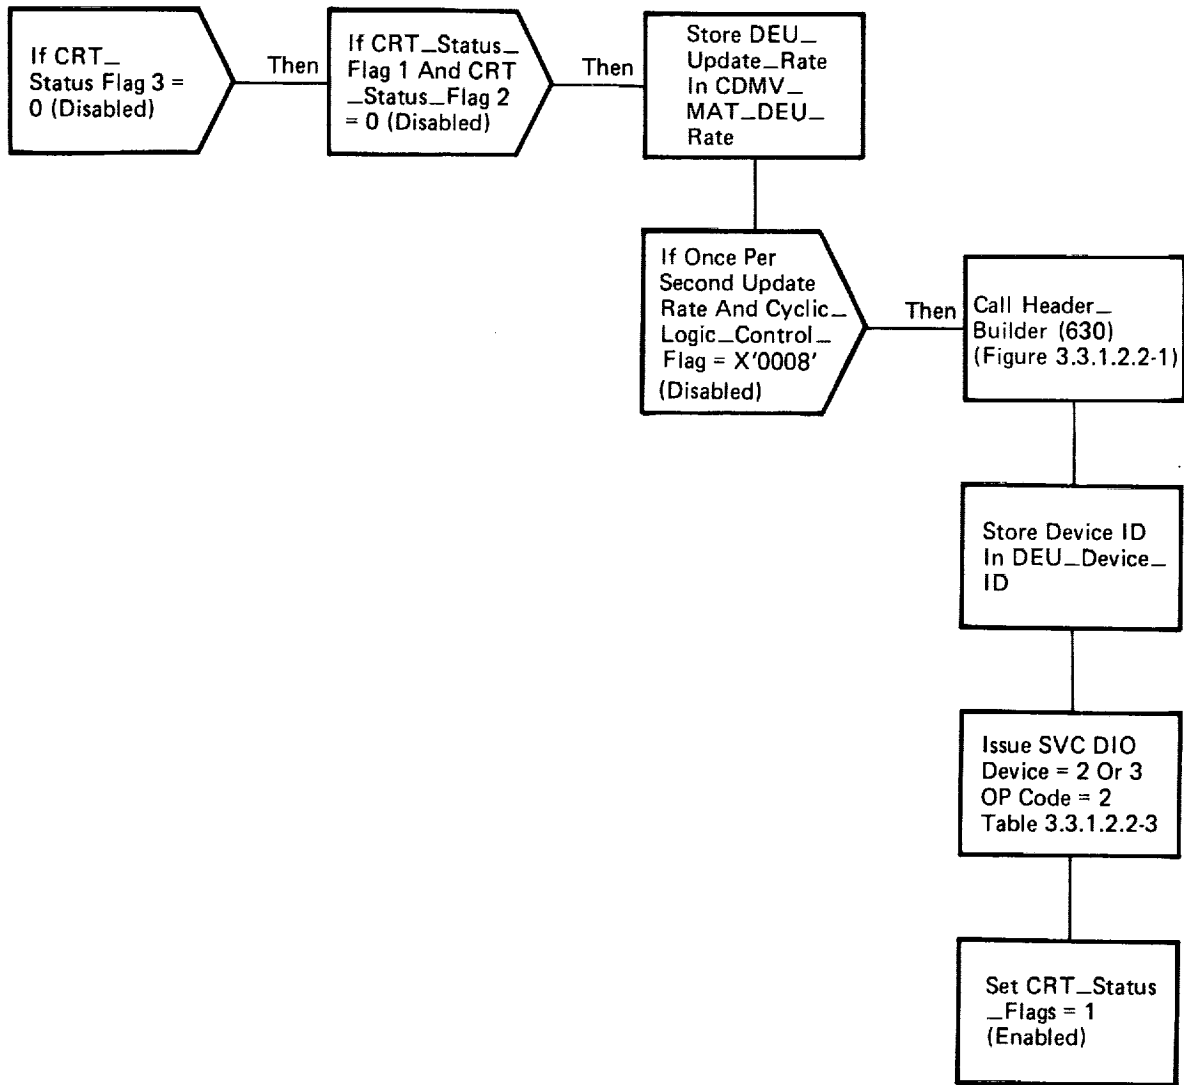 If CRT_
Status Flag 3 =
0 (Disabled)
Then
If CRT_Status_
Flag 1 And CRT
_Status_Flag 2
= 0 (Disabled)
Then
Store DEU_
Update_Rate
In CDMV_
MAT_DEU_
Rate
If Once Per
Second Update
Rate And Cyclic_
Logic_Control_
Flag = X'0008'
(Disabled)
Then
Call Header_
Builder (630)
(Figure 3.3.1.2.2-1)
Store Device ID
In DEU_Device_
ID
Issue SVC DIO
Device = 2 Or 3
OP Code = 2
Table 3.3.1.2.2-3
Set CRT_Status
_Flags = 1
(Enabled)